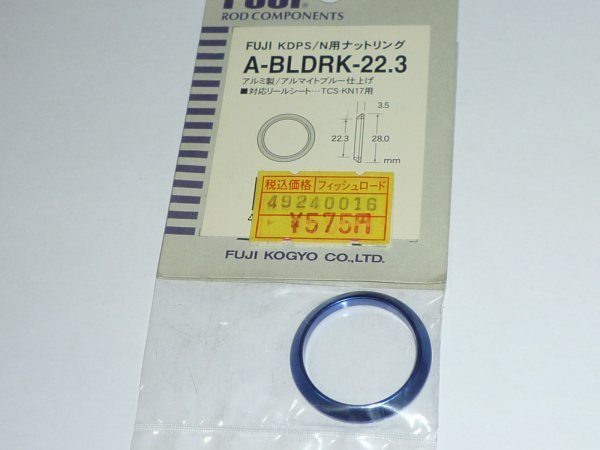 FUJI®
ROD COMPONENTS
FUJI KDPS/N用ナットリング
A-BLDRK-22.3
アルミ製/アルマイトブルー仕上げ
■対応リールシート…TCS・KN17用
3.5
22.3
28.0
mm
税込価格 フィッシュロード
49240016
¥575円
4
FUJI KOGYO CO.,LTD.